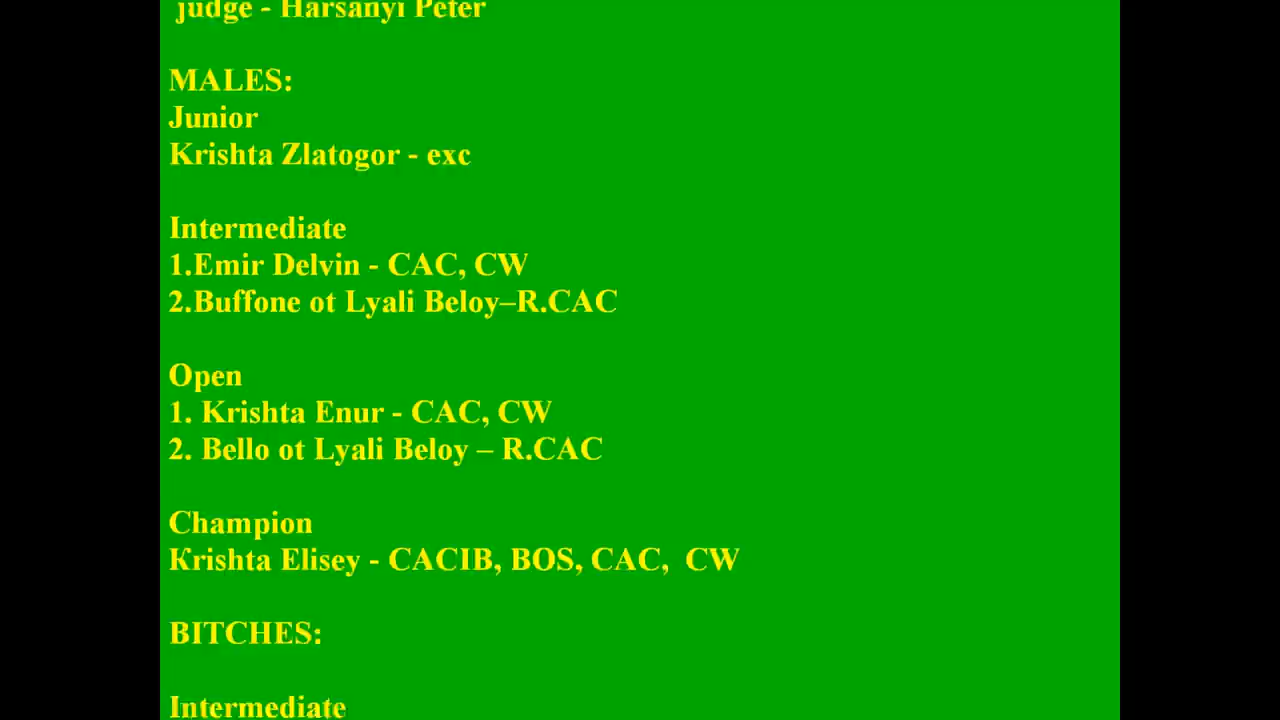 judge - Harsanyi Peter
MALES:
Junior
Krishta Zlatogor - exc
Intermediate
1.Emir Delvin - CAC, CW
2.Buffone ot Lyali Beloy–R.CAC
Open
1. Krishta Enur - CAC, CW
2. Bello ot Lyali Beloy – R.CAC
Champion
Krishta Elisey - CACIB, BOS, CAC,  CW
BITCHES:
Intermediate